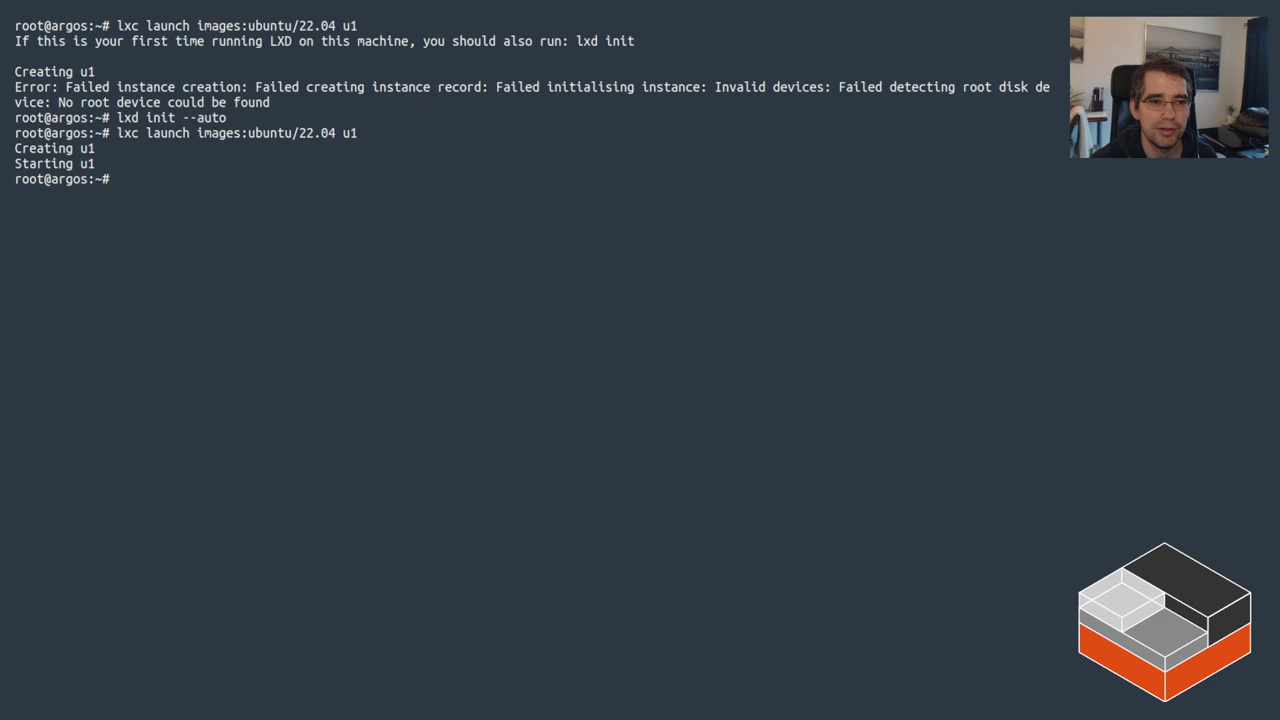 root@argos:~# lxc launch images:ubuntu/22.04 u1
If this is your first time running LXD on this machine, you should also run: lxd init
Creating u1
Error: Failed instance creation: Failed creating instance record: Failed initialising instance: Invalid devices: Failed detecting root disk de
vice: No root device could be found
root@argos:~# lxd init --auto
root@argos:~# lxc launch images:ubuntu/22.04 u1
Creating u1
Starting u1
root@argos:~#